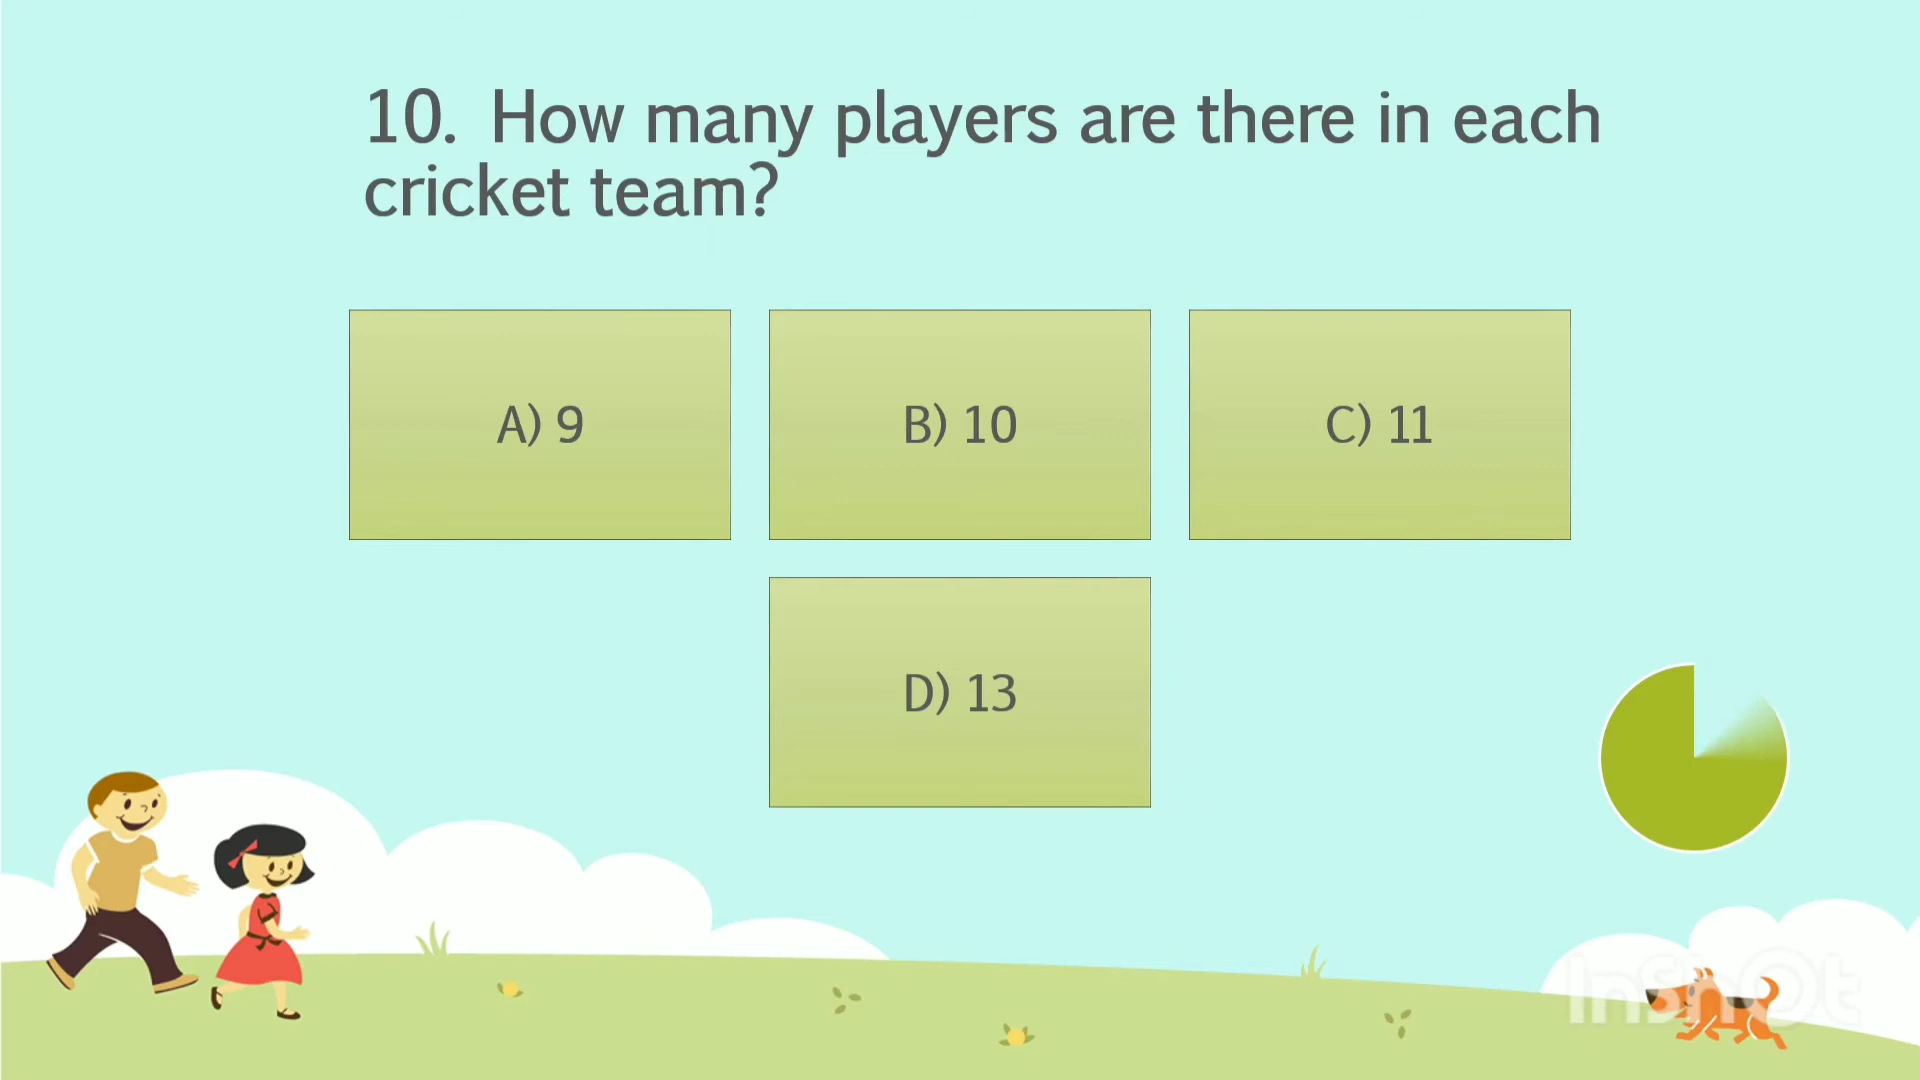 10. How many players are there in each
cricket team?
A) 9
B) 10
C) 11
D) 13
InShOt